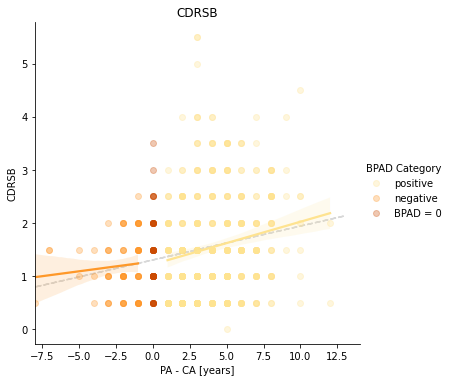 CDRSB
CDRSB
5
4
3
2
1
0
BPAD Category
positive
negative
BPAD = 0
−7.5 −5.0 −2.5 0.0 2.5 5.0 7.5 10.0 12.5
PA - CA [years]